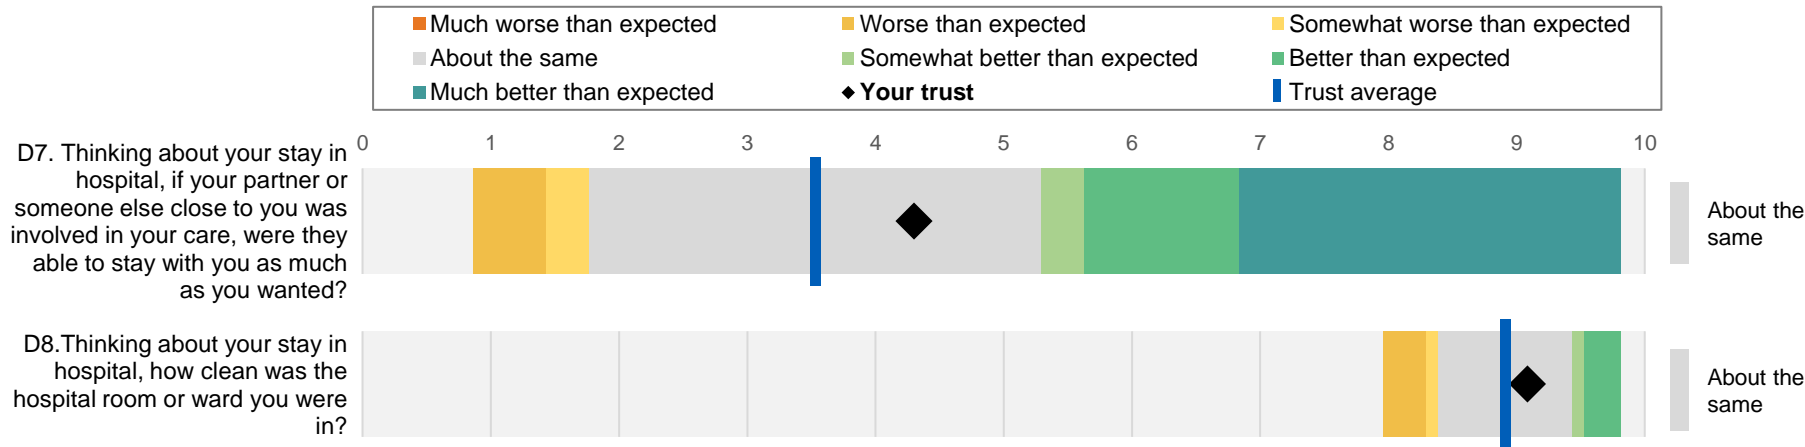 Much worse than expected
Worse than expected
Somewhat worse than expected
About the same
Somewhat better than expected
Better than expected
Much better than expected
Your trust
Trust average
0 1 2 3 4 5 6 7 8 9 10
D7. Thinking about your stay in
hospital, if your partner or
someone else close to you was
involved in your care, were they
able to stay with you as much
as you wanted?
About the
same
D8.Thinking about your stay in
hospital, how clean was the
hospital room or ward you were
in?
About the
same